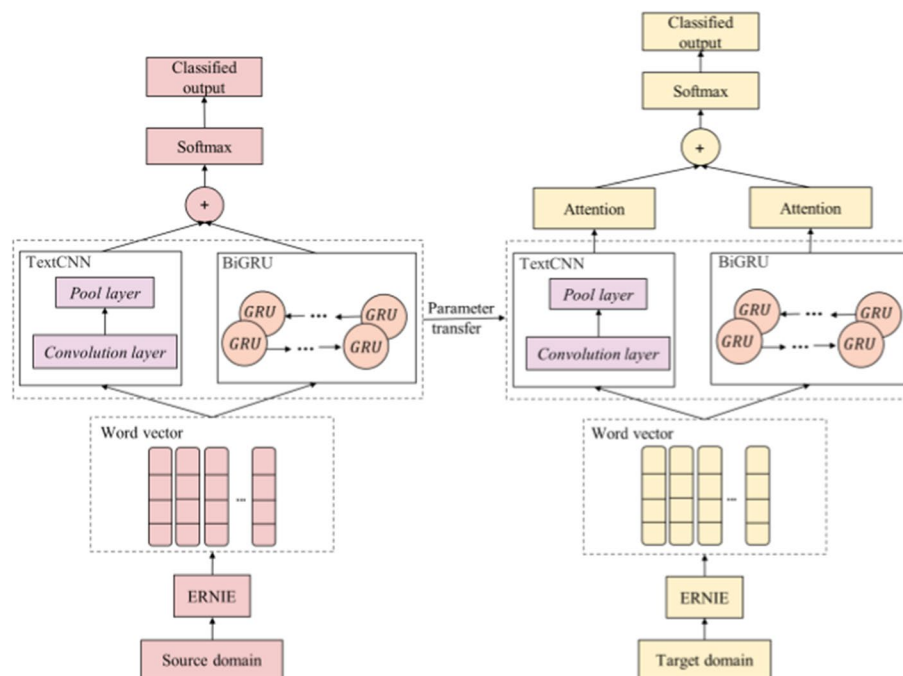 Classified
output
Softmax
+
TextCNN
Pool layer
Convolution layer
BiGRU
GRU
...
GRU
GRU
...
GRU
Word vector
...
ERNIE
Source domain
Parameter
transfer
Classified
output
Softmax
+
Attention
Attention
TextCNN
Pool layer
Convolution layer
BiGRU
GRU
...
GRU
GRU
...
GRU
Word vector
...
ERNIE
Target domain